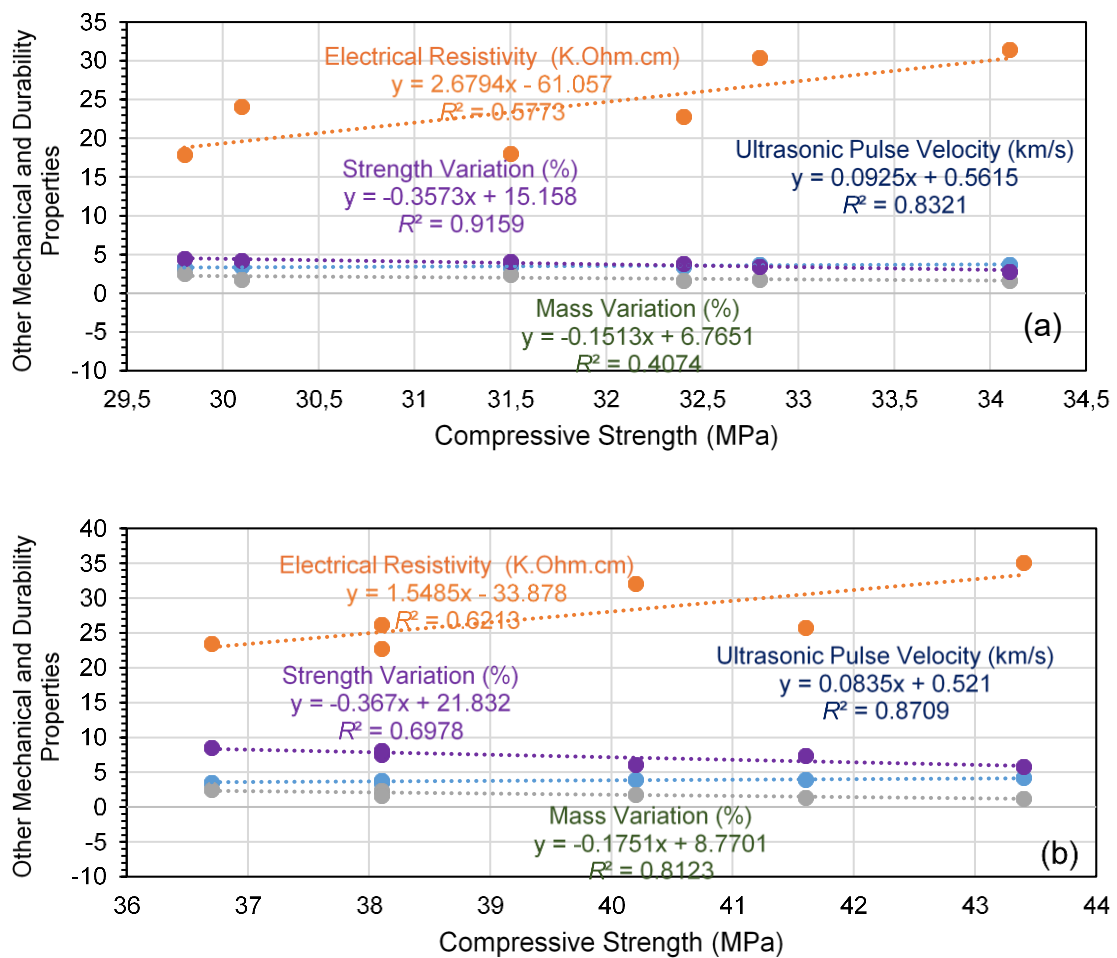 35
30
25
20
15
10
5
0
-5
-10
Other Mechanical and Durability
Properties
Electrical Resistivity (K.Ohm.cm)
y = 2.6794x - 61.057
R² = 0.5773
Strength Variation (%)
y = -0.3573x + 15.158
R² = 0.9159
Ultrasonic Pulse Velocity (km/s)
y = 0.0925x + 0.5615
R² = 0.8321
Mass Variation (%)
y = -0.1513x + 6.7651
R² = 0.4074
(a)
29,5 30 30,5 31 31,5 32 32,5 33 33,5 34 34,5
Compressive Strength (MPa)
40
35
30
25
20
15
10
5
0
-5
-10
Other Mechanical and Durability
Properties
Electrical Resistivity (K.Ohm.cm)
y = 1.5485x - 33.878
R² = 0.6213
Strength Variation (%)
y = -0.367x + 21.832
R² = 0.6978
Ultrasonic Pulse Velocity (km/s)
y = 0.0835x + 0.521
R² = 0.8709
Mass Variation (%)
y = -0.1751x + 8.7701
R² = 0.8123
(b)
36 37 38 39 40 41 42 43 44
Compressive Strength (MPa)